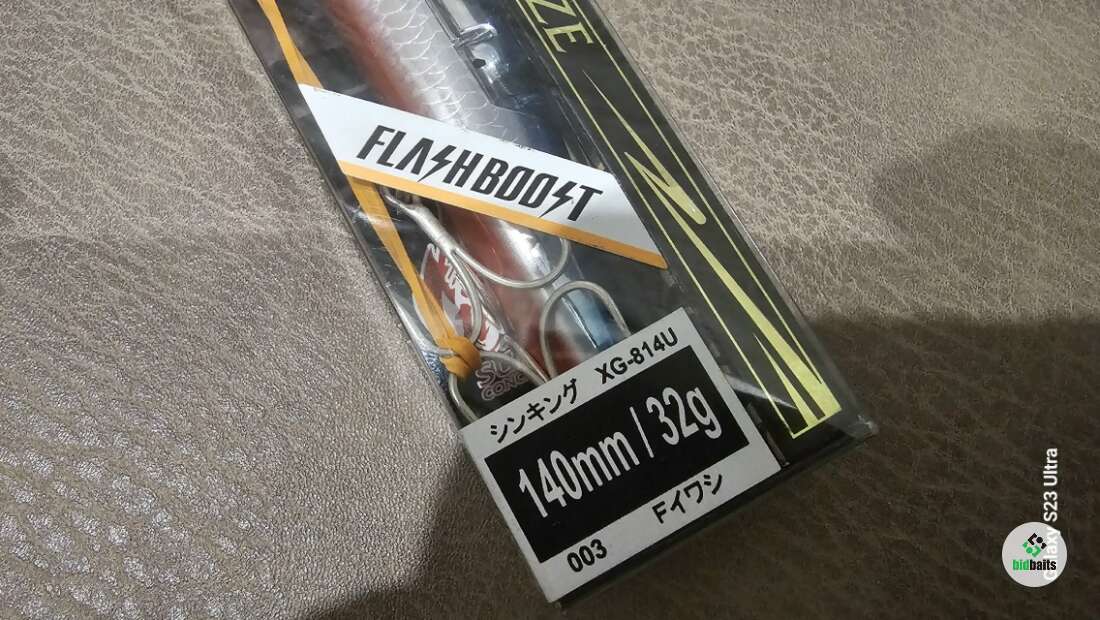 ZE
FLASHBOOST
シンキング XG-814U
140mm / 32g
003 Fイワシ
Galaxy S23 Ultra
bidbaits